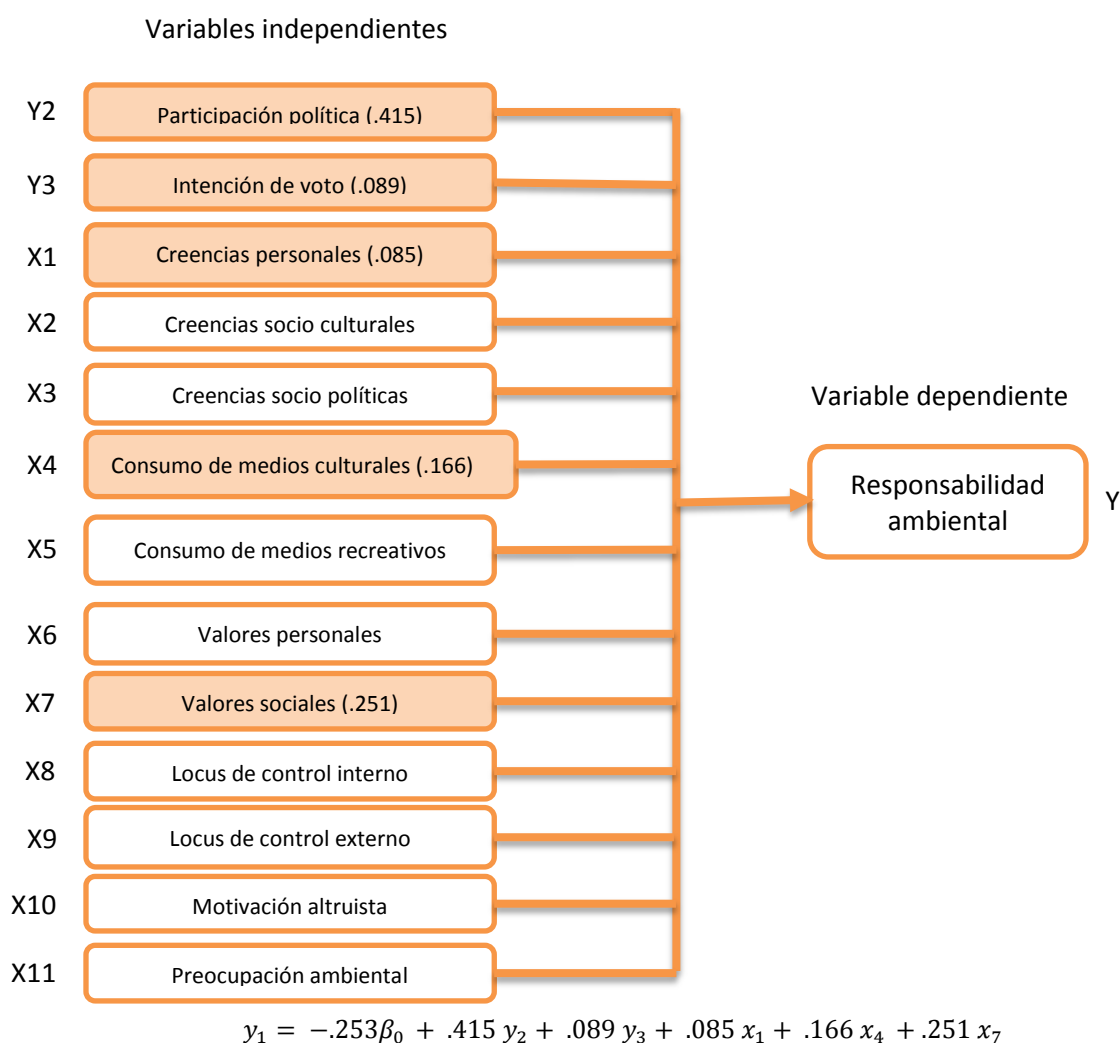 Variables independientes
Y2 Participación política (.415)
Y3 Intención de voto (.089)
X1 Creencias personales (.085)
X2 Creencias socio culturales
X3 Creencias socio políticas
Variable dependiente
X4 Consumo de medios culturales (.166)
Responsabilidad
ambiental
Y
X5 Consumo de medios recreativos
X6 Valores personales
X7 Valores sociales (.251)
X8 Locus de control interno
X9 Locus de control externo
X10 Motivación altruista
X11 Preocupación ambiental
y₁ = −.253β₀ + .415 y₂ + .089 y₃ + .085 x₁ + .166 x₄ + .251 x₇